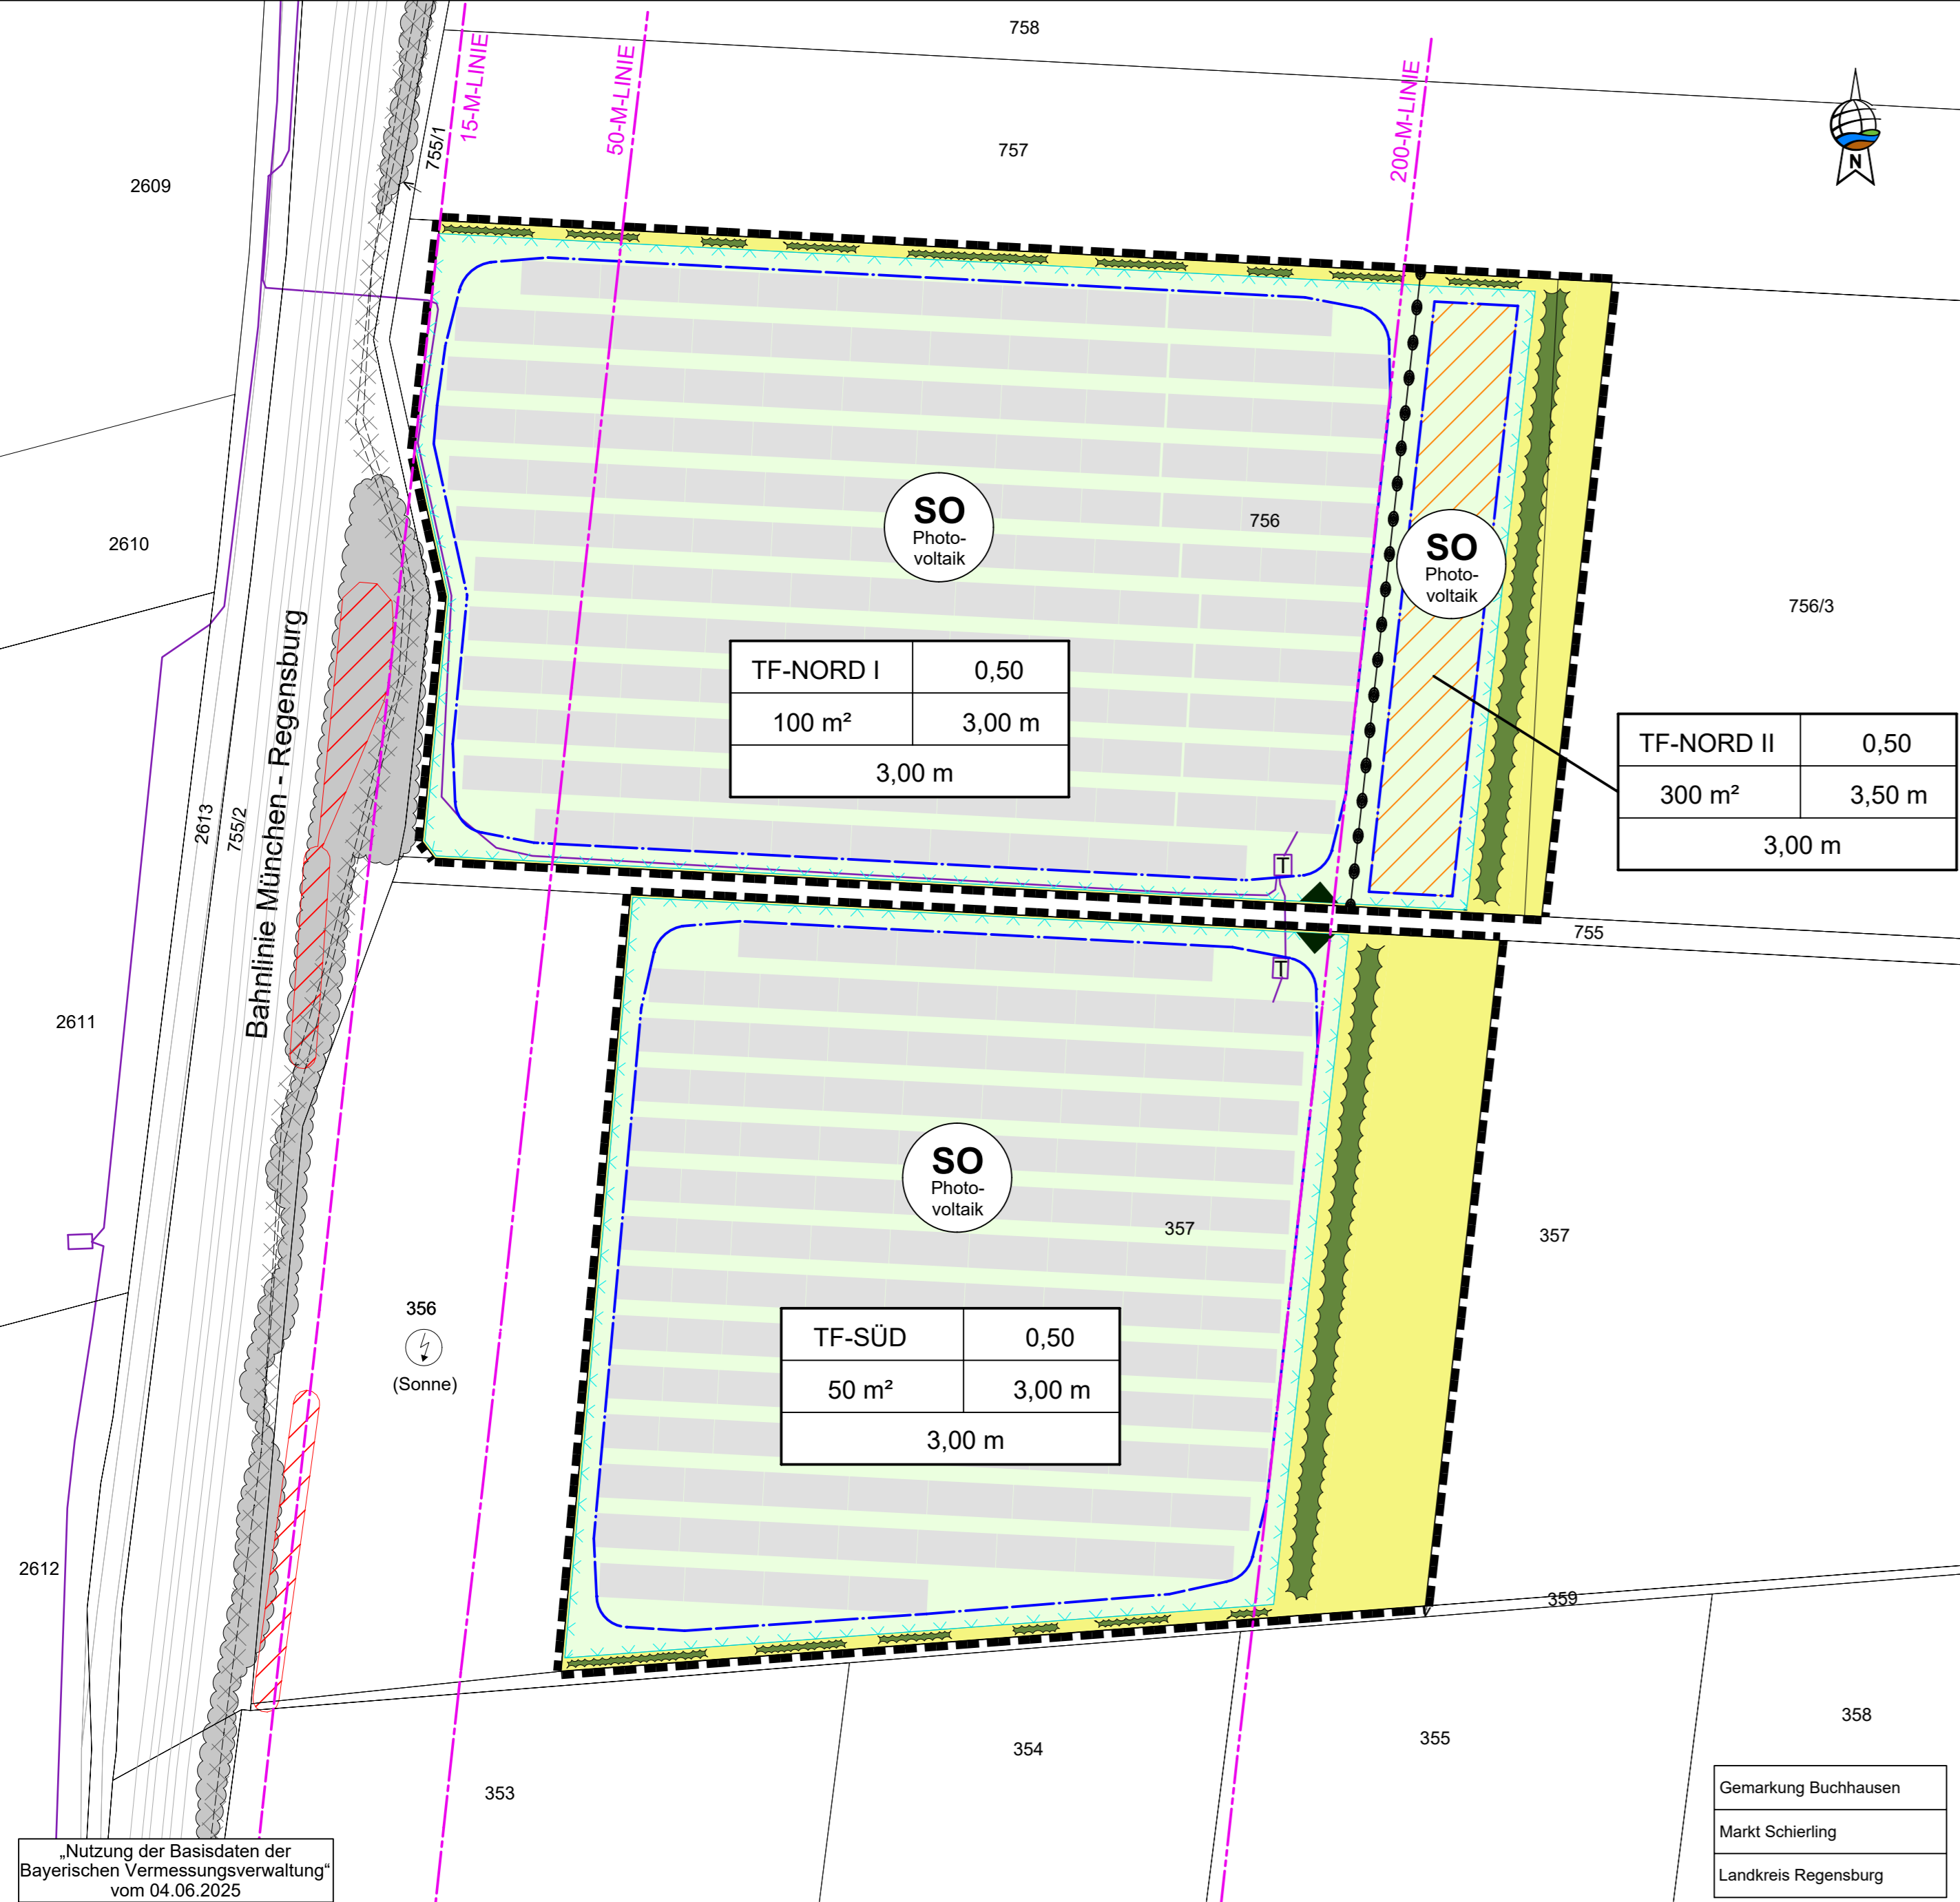 758
15-M-LINIE
50-M-LINIE
200-M-LINIE
755/1
757
N
2609
SO
Photo-
voltaik
756
SO
Photo-
voltaik
2610
756/3
Bahnlinie München - Regensburg
TF-NORD I 0,50
100 m² 3,00 m
3,00 m
TF-NORD II 0,50
300 m² 3,50 m
3,00 m
2613
755/2
T
755
T
2611
SO
Photo-
voltaik
357
357
356
(Sonne)
TF-SÜD 0,50
50 m² 3,00 m
3,00 m
2612
359
358
355
354
353
Gemarkung Buchhausen
Markt Schierling
Landkreis Regensburg
„Nutzung der Basisdaten der
Bayerischen Vermessungsverwaltung“
vom 04.06.2025